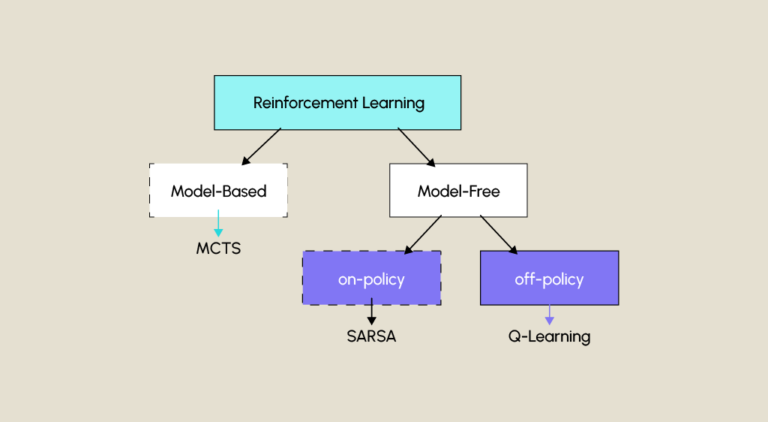 Reinforcement Learning
Model-Based
Model-Free
MCTS
on-policy
off-policy
SARSA
Q-Learning